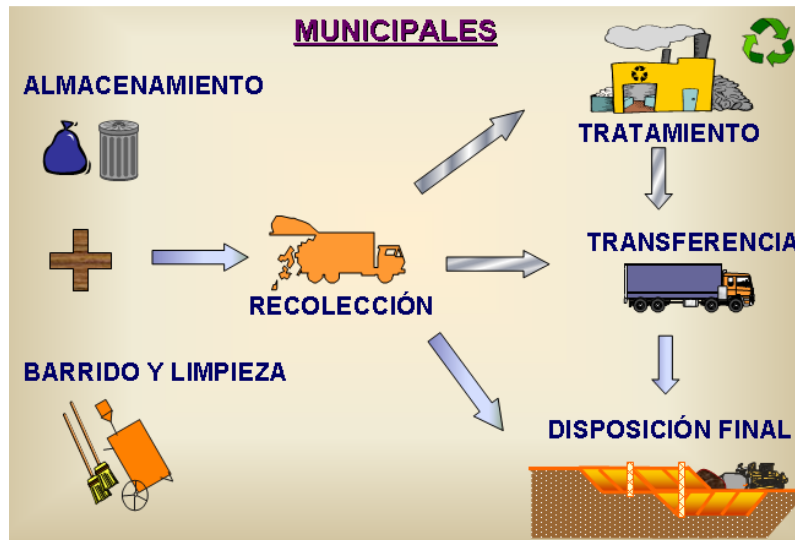 MUNICIPALES
ALMACENAMIENTO
TRATAMIENTO
TRANSFERENCIA
RECOLECCIÓN
BARRIDO Y LIMPIEZA
DISPOSICIÓN FINAL